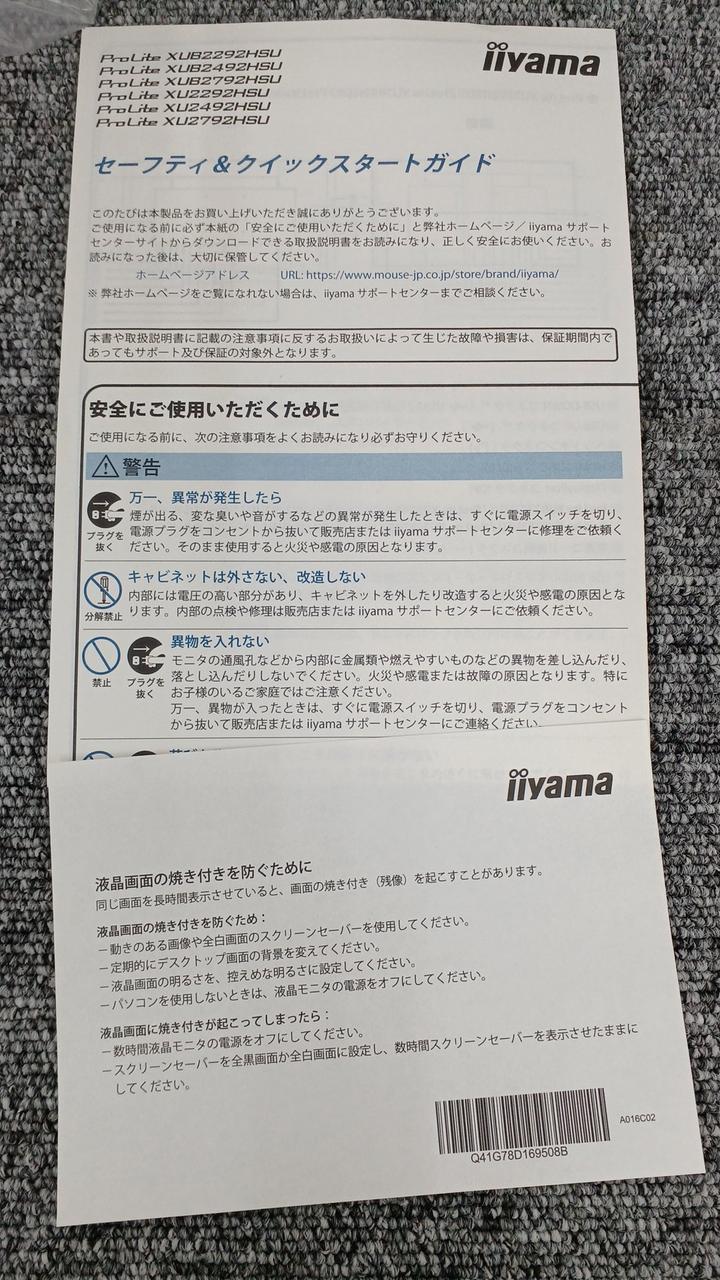 ProLite XUB2292HSU
ProLite XUB2492HSU
ProLite XUB2792HSU
ProLite XU2292HSU
ProLite XU2492HSU
ProLite XU2792HSU
iiyama
セーフティ&クイックスタートガイド
このたびは本製品をお買い上げいただき誠にありがとうございます。
ご使用になる前に必ず本紙の「安全にご使用いただくために」と弊社ホームページ／iiyama サポート
センターサイトからダウンロードできる取扱説明書をお読みになり、正しく安全にお使いください。お
読みになった後は、大切に保管してください。
ホームページアドレス URL: https://www.mouse-jp.co.jp/store/brand/iiyama/
※ 弊社ホームページをご覧になれない場合は、iiyama サポートセンターまでご相談ください。
本書や取扱説明書に記載の注意事項に反するお取扱いによって生じた故障や損害は、保証期間内で
あってもサポート及び保証の対象外となります。
安全にご使用いただくために
ご使用になる前に、次の注意事項をよくお読みになり必ずお守りください。
警告
万一、異常が発生したら
煙が出る、変な臭いや音がするなどの異常が発生したときは、すぐに電源スイッチを切り、
電源プラグをコンセントから抜いて販売店または iiyama サポートセンターに修理をご依頼く
ださい。そのまま使用すると火災や感電の原因となります。
プラグを
抜く
キャビネットは外さない、改造しない
内部には電圧の高い部分があり、キャビネットを外したり改造すると火災や感電の原因とな
ります。内部の点検や修理は販売店または iiyama サポートセンターにご依頼ください。
分解禁止
異物を入れない
モニタの通風孔などから内部に金属類や燃えやすいものなどの異物を差し込んだり、
落とし込んだりしないでください。火災や感電または故障の原因となります。特に
お子様のいるご家庭ではご注意ください。
万一、異物が入ったときは、すぐに電源スイッチを切り、電源プラグをコンセント
から抜いて販売店または iiyama サポートセンターにご連絡ください。
禁止
プラグを
抜く
iiyama
液晶画面の焼き付きを防ぐために
同じ画面を長時間表示させていると、画面の焼き付き（残像）を起こすことがあります。
液晶画面の焼き付きを防ぐため：
－動きのある画像や全白画面のスクリーンセーバーを使用してください。
－定期的にデスクトップ画面の背景を変えてください。
－液晶画面の明るさを、控えめな明るさに設定してください。
－パソコンを使用しないときは、液晶モニタの電源をオフにしてください。
液晶画面に焼き付きが起こってしまったら：
－数時間液晶モニタの電源をオフにしてください。
－スクリーンセーバーを全黒画面か全白画面に設定し、数時間スクリーンセーバーを表示させたままに
してください。
A016C02
Q41G78D169508B